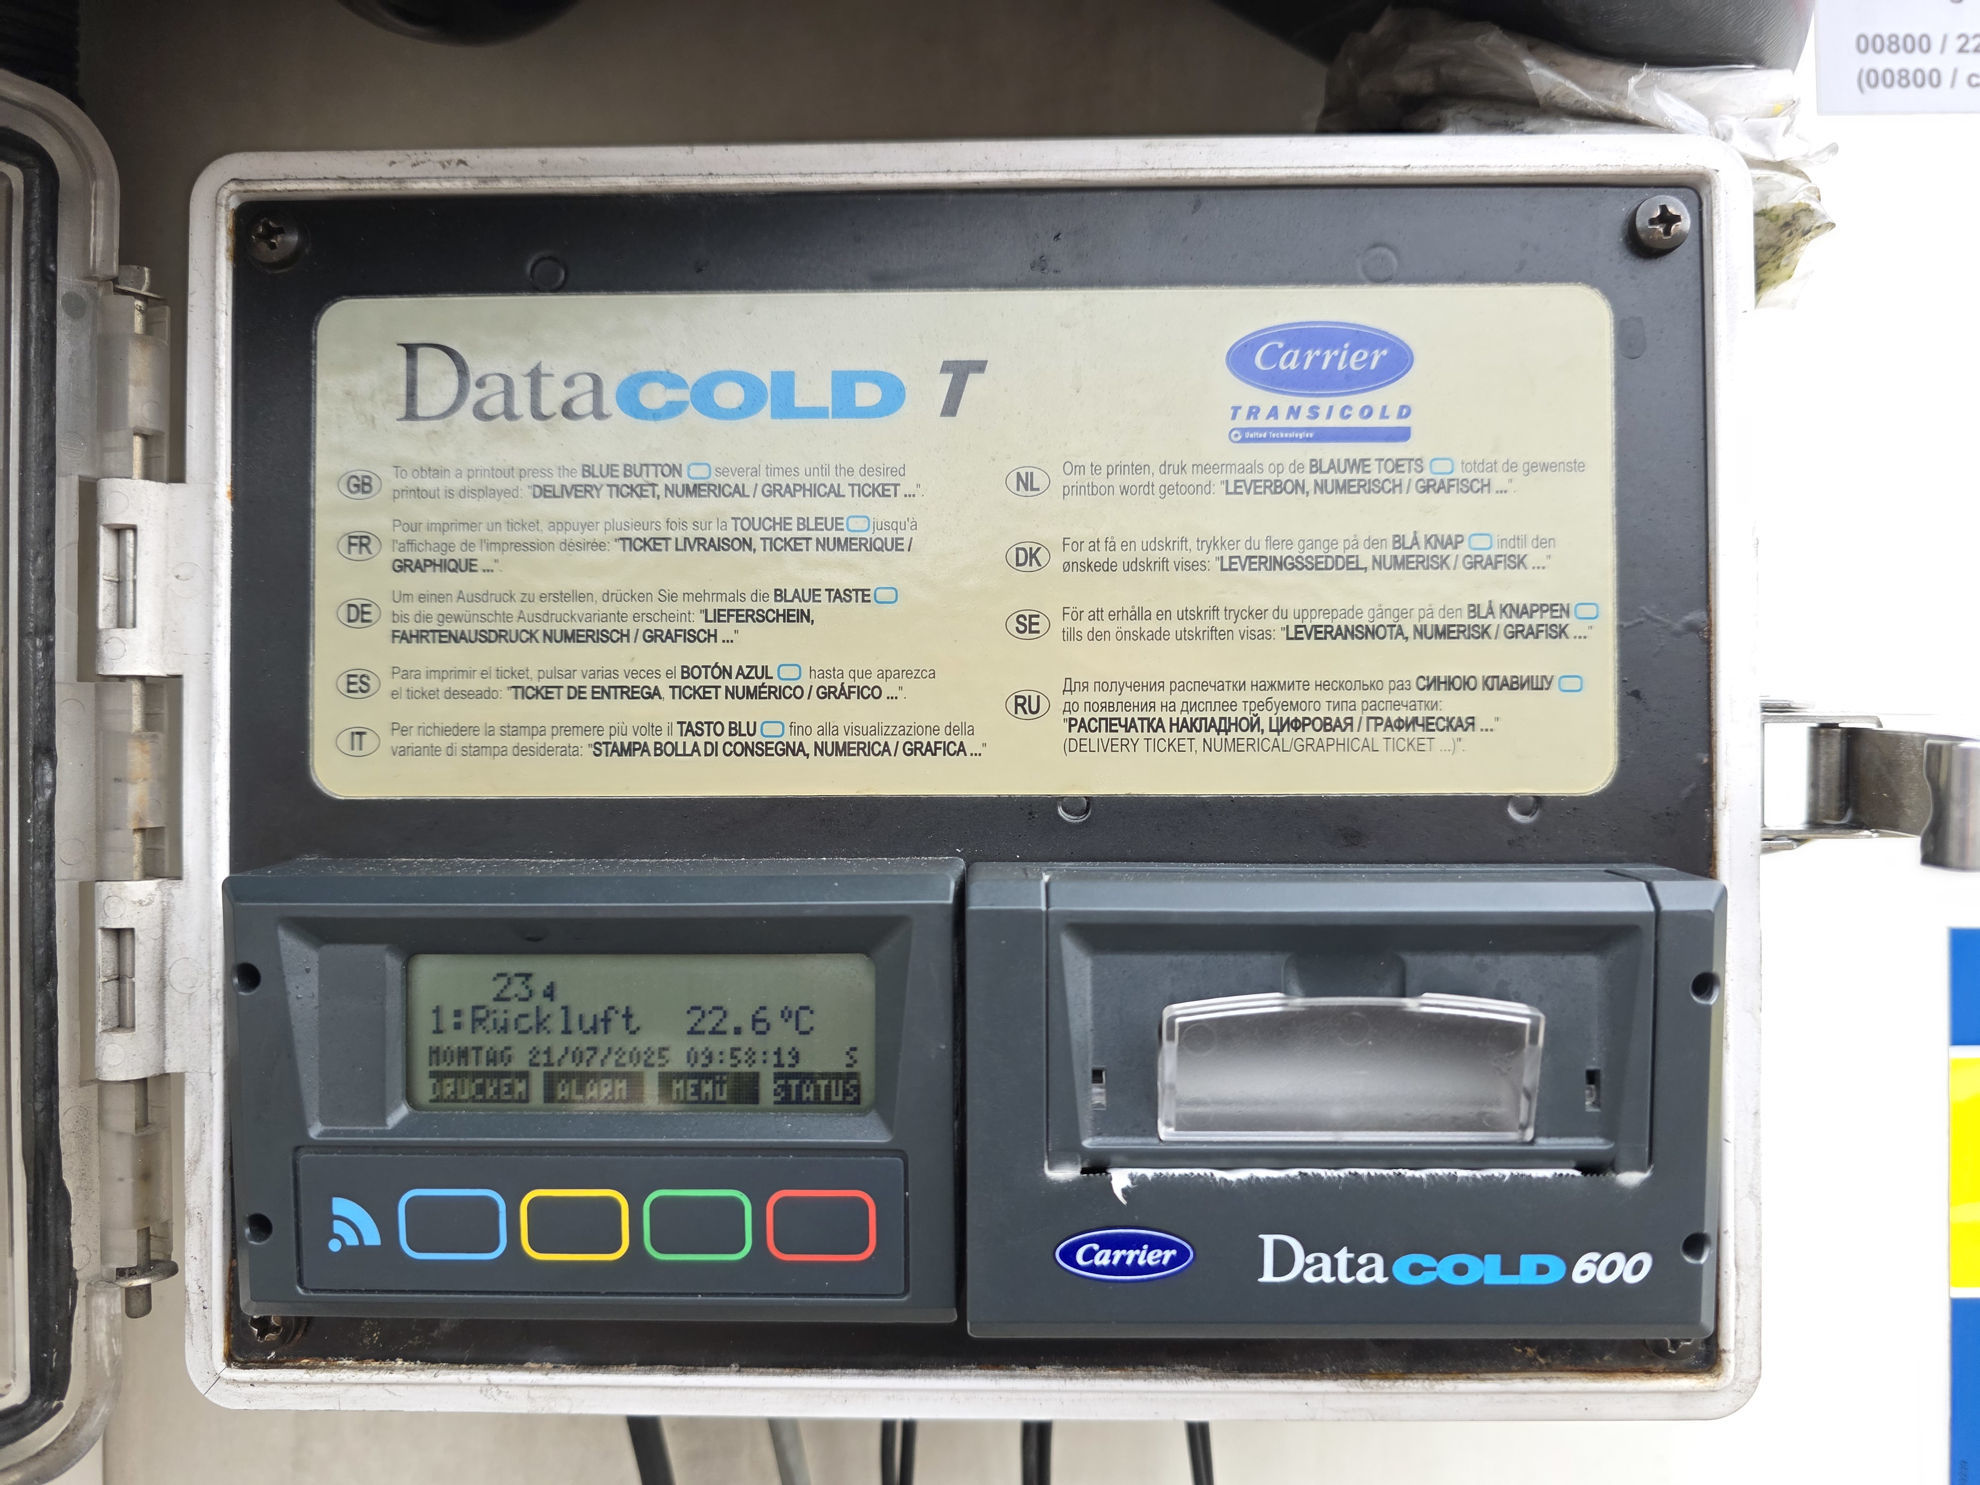 00800 / 22
(00800 / c
DataCOLD T
Carrier
TRANSICOLD
United Technologies
GB To obtain a printout press the BLUE BUTTON several times until the desired
printout is displayed: "DELIVERY TICKET, NUMERICAL / GRAPHICAL TICKET ...".
FR Pour imprimer un ticket, appuyer plusieurs fois sur la TOUCHE BLEUE jusqu'à
l'affichage de l'impression désirée: "TICKET LIVRAISON, TICKET NUMERIQUE /
GRAPHIQUE ...".
DE Um einen Ausdruck zu erstellen, drücken Sie mehrmals die BLAUE TASTE
bis die gewünschte Ausdruckvariante erscheint: "LIEFERSCHEIN,
FAHRTENAUSDRUCK NUMERISCH / GRAFISCH ..."
ES Para imprimir el ticket, pulsar varias veces el BOTÓN AZUL hasta que aparezca
el ticket deseado: "TICKET DE ENTREGA, TICKET NUMÉRICO / GRÁFICO ...".
IT Per richiedere la stampa premere più volte il TASTO BLU fino alla visualizzazione della
variante di stampa desiderata: "STAMPA BOLLA DI CONSEGNA, NUMERICA / GRAFICA ..."
NL Om te printen, druk meermaals op de BLAUWE TOETS totdat de gewenste
printbon wordt getoond: "LEVERBON, NUMERISCH / GRAFISCH ...".
DK For at få en udskrift, trykker du flere gange på den BLÅ KNAP indtil den
ønskede udskrift vises: "LEVERINGSSEDDEL, NUMERISK / GRAFISK ..."
SE För att erhålla en utskrift trycker du upprepade gånger på den BLÅ KNAPPEN
tills den önskade utskriften visas: "LEVERANSNOTA, NUMERISK / GRAFISK ..."
RU Для получения распечатки нажмите несколько раз СИНЮЮ КЛАВИШУ
до появления на дисплее требуемого типа распечатки:
"РАСПЕЧАТКА НАКЛАДНОЙ, ЦИФРОВАЯ / ГРАФИЧЕСКАЯ ..."
(DELIVERY TICKET, NUMERICAL/GRAPHICAL TICKET ...)".
234
1:Rückluft 22.6°C
MONTAG 21/07/2025 09:58:19 S
DRUCKEN ALARM MENÜ STATUS
Carrier
DataCOLD 600